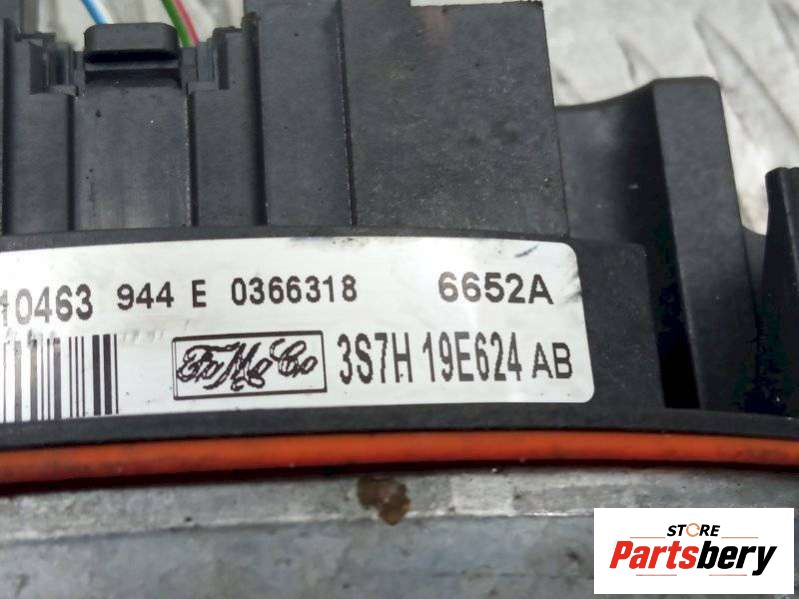 10463 944 E 0366318 6652A
FoMoCo 3S7H 19E624 AB
STORE
Partsbery